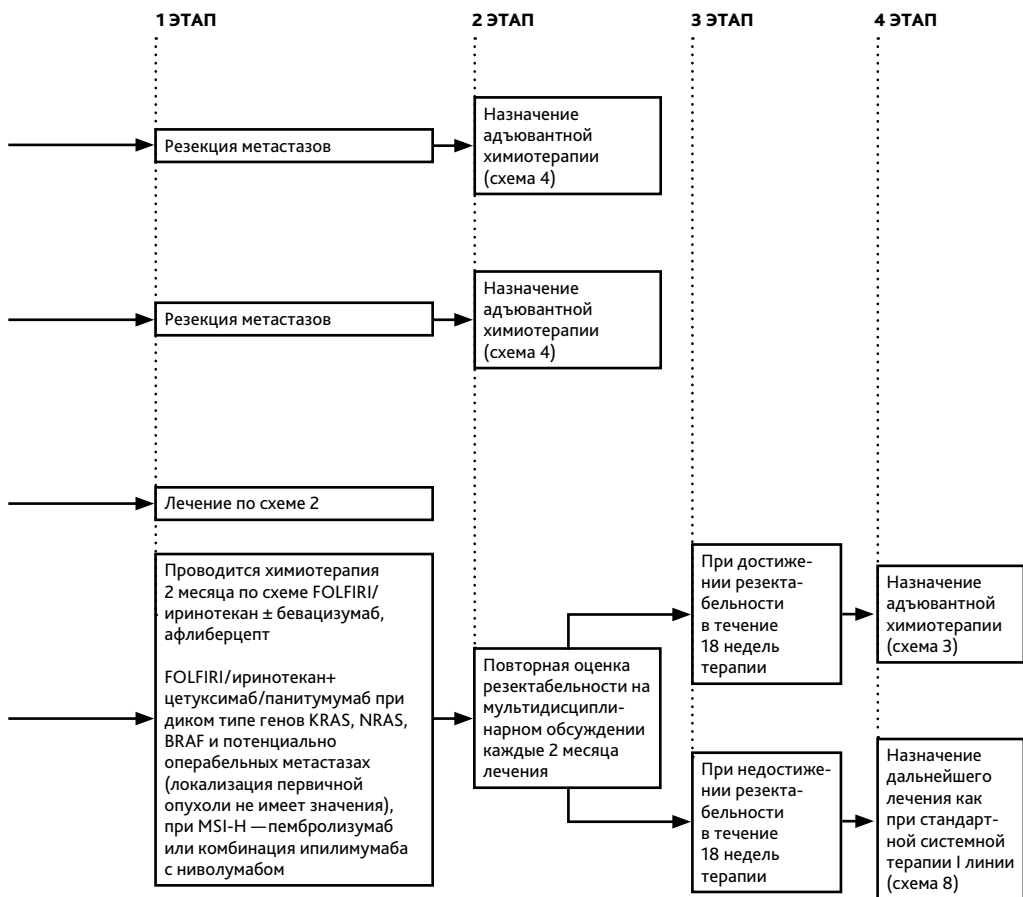 1 ЭТАП
2 ЭТАП
3 ЭТАП
4 ЭТАП
Резекция метастазов
Назначение
адъювантной
химиотерапии
(схема 4)
Резекция метастазов
Назначение
адъювантной
химиотерапии
(схема 4)
Лечение по схеме 2
Проводится химиотерапия
2 месяца по схеме FOLFIRI/
иринотекан ± бевацизумаб,
афлиберцепт
FOLFIRI/иринотекан+
цетуксимаб/панитумумаб при
диком типе генов KRAS, NRAS,
BRAF и потенциально
операбельных метастазах
(локализация первичной
опухоли не имеет значения),
при MSI-H —пембролизумаб
или комбинация ипилимумаба
с ниволумабом
Повторная оценка
резектабельности на
мультидисципли-
нарном обсуждении
каждые 2 месяца
лечения
При достиже-
нии резекта-
бельности
в течение
18 недель
терапии
Назначение
адъювантной
химиотерапии
(схема 3)
При недостиже-
нии резекта-
бельности
в течение
18 недель
терапии
Назначение
дальнейшего
лечения как
при стандарт-
ной системной
терапии I линии
(схема 8)